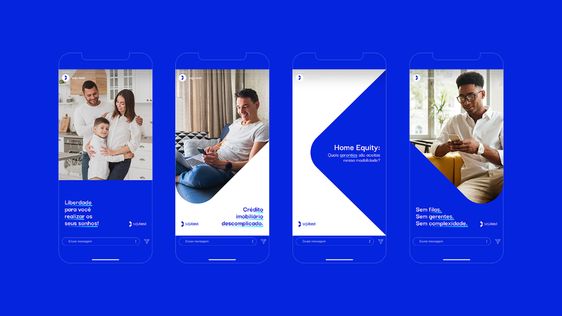 Liberdade
para você
realizar os
seus sonhos!
Enviar mensagem
Crédito
imobiliário
descomplicado.
Enviar mensagem
Home Equity:
Quais garantias são aceitas
nessa modalidade?
Enviar mensagem
Sem filas.
Sem gerentes.
Sem complexidade.
Enviar mensagem